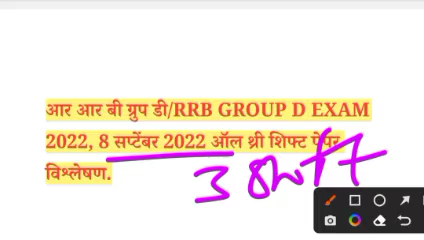 आर आर बी ग्रुप डी/RRB GROUP D EXAM
2022, 8 सप्टेंबर 2022 ऑल थ्री शिफ्ट पेपर
विश्लेषण.
3 Shift